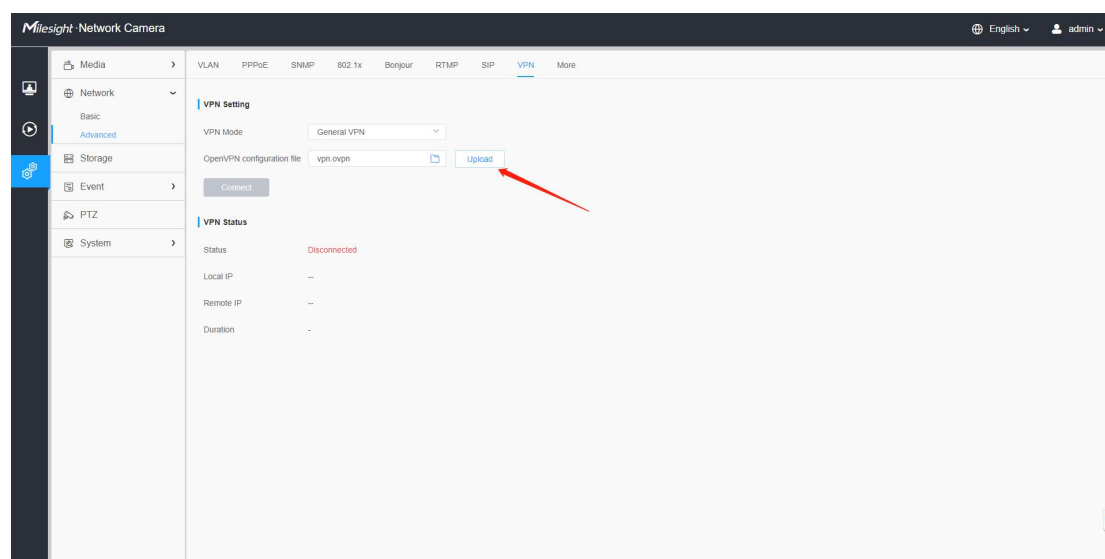 Milesight·Network Camera
English
admin
Media
Network
Basic
Advanced
Storage
Event
PTZ
System
VLAN PPPoE SNMP 802.1x Bonjour RTMP SIP VPN More
VPN Setting
VPN Mode General VPN
OpenVPN configuration file vpn.ovpn Upload
Connect
VPN Status
Status Disconnected
Local IP --
Remote IP --
Duration -